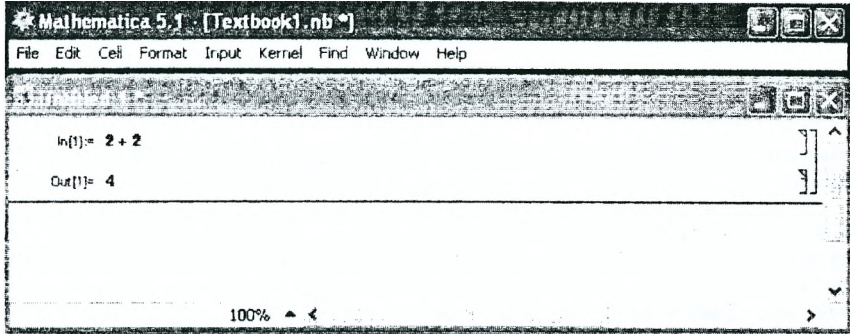 Mathematica 5.1 - [Textbook1.nb *]
File Edit Cell Format Input Kernel Find Window Help
In[1]:= 2 + 2
Out[1]= 4
100%